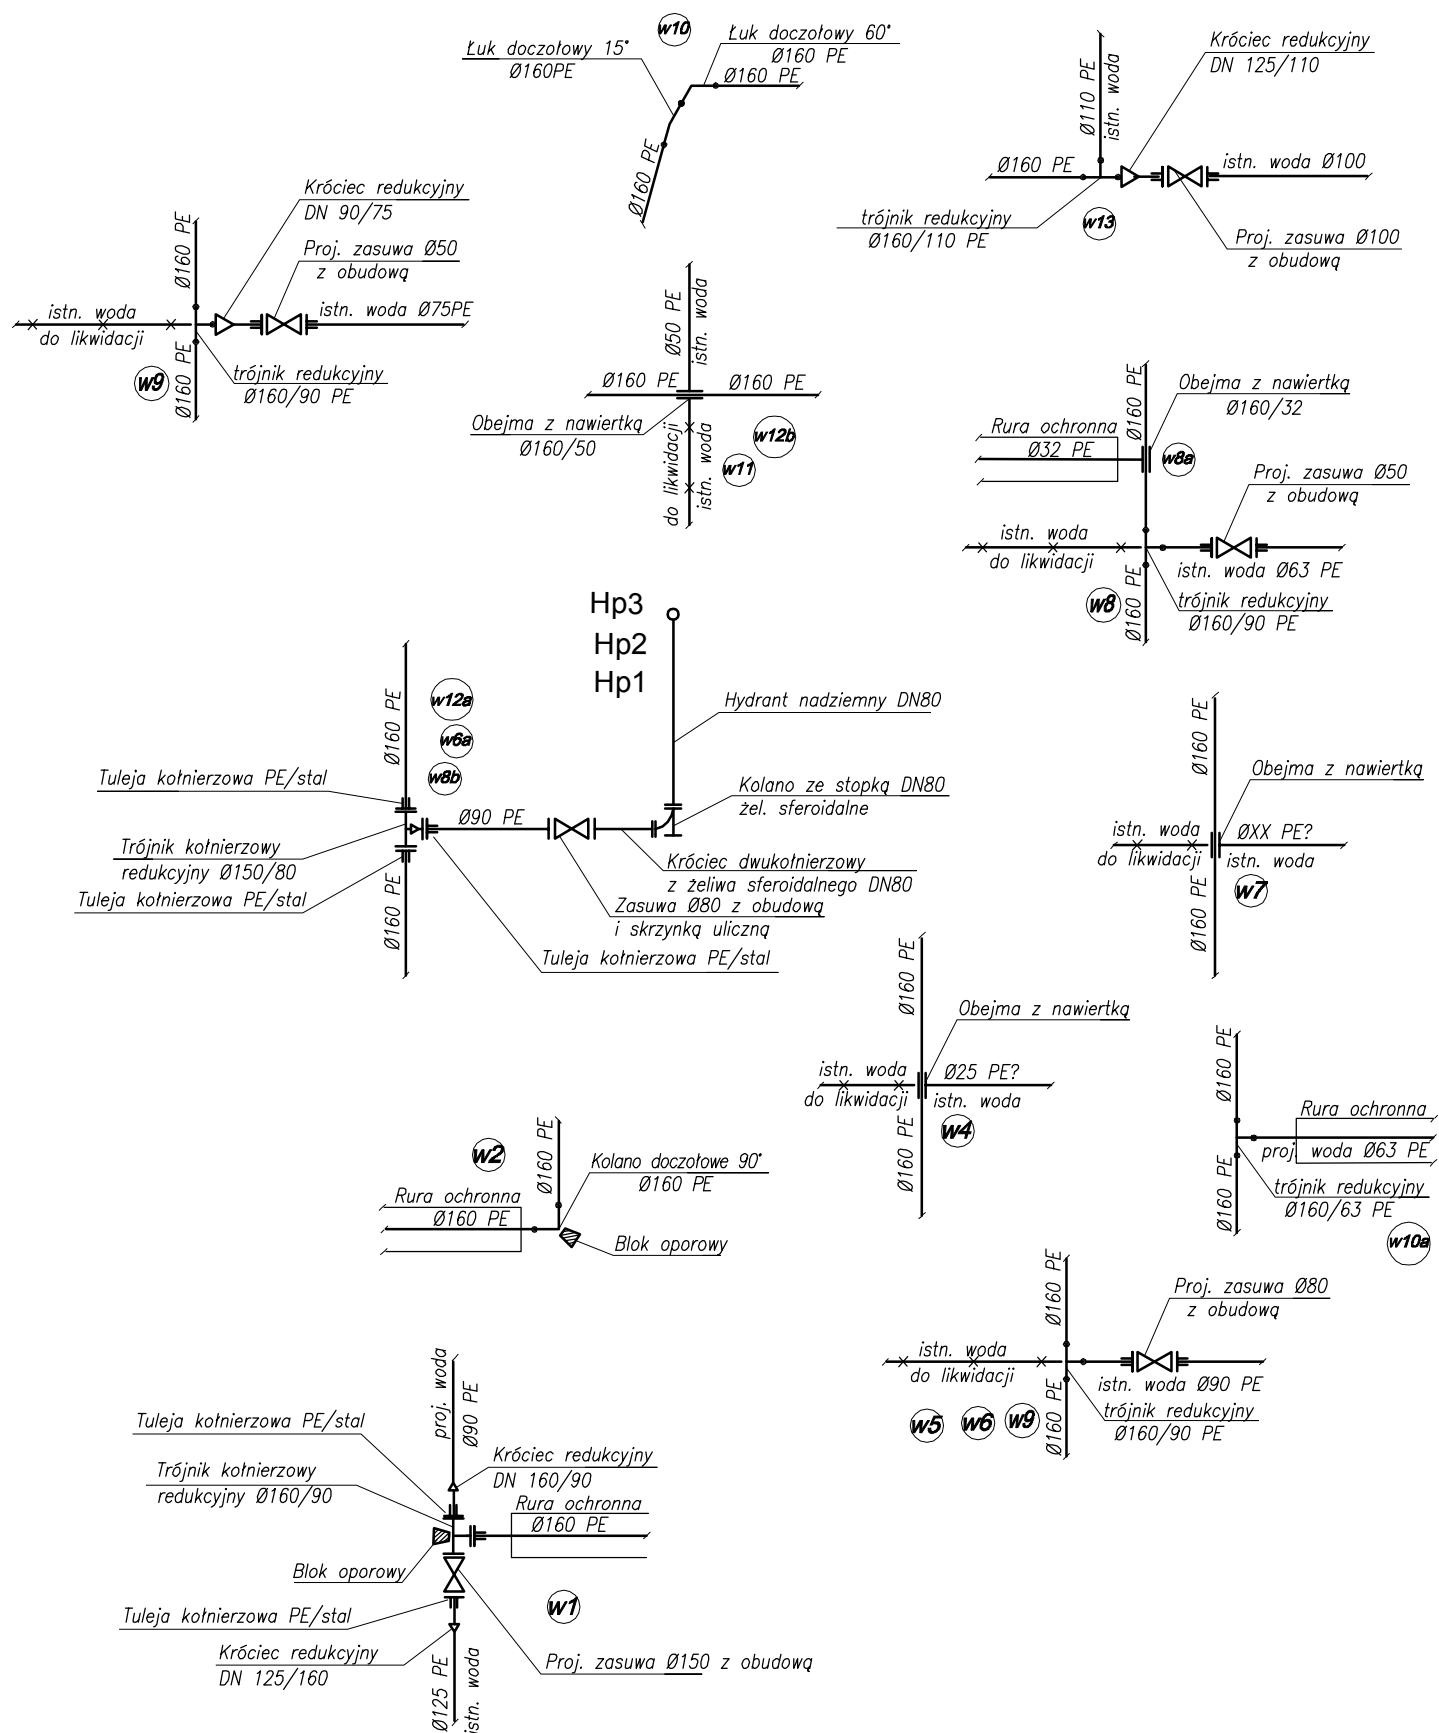 w10
Łuk doczołowy 15°
Ø160PE
Łuk doczołowy 60°
Ø160 PE
Ø160 PE
Ø160 PE
Ø110 PE
istn. woda
Króciec redukcyjny
DN 125/110
Ø160 PE
istn. woda Ø100
trójnik redukcyjny
Ø160/110 PE
w13
Proj. zasuwa Ø100
z obudową
Ø160 PE
Króciec redukcyjny
DN 90/75
Proj. zasuwa Ø50
z obudową
istn. woda
do likwidacji
istn. woda Ø75PE
w9
Ø160 PE
trójnik redukcyjny
Ø160/90 PE
Ø50 PE
istn. woda
Ø160 PE
Ø160 PE
Obejma z nawiertką
Ø160/50
do likwidacji
istn. woda
w12b
w11
Ø160 PE
Obejma z nawiertką
Ø160/32
Rura ochronna
Ø32 PE
w8a
Proj. zasuwa Ø50
z obudową
istn. woda
do likwidacji
istn. woda Ø63 PE
w8
Ø160 PE
trójnik redukcyjny
Ø160/90 PE
Hp3
Hp2
Hp1
Ø160 PE
w12a
w6a
w8b
Hydrant nadziemny DN80
Tuleja kołnierzowa PE/stal
Kolano ze stopką DN80
żel. sferoidalne
Ø90 PE
Trójnik kołnierzowy
redukcyjny Ø150/80
Króciec dwukołnierzowy
z żeliwa sferoidalnego DN80
Tuleja kołnierzowa PE/stal
Zasuwa Ø80 z obudową
i skrzynką uliczną
Ø160 PE
Tuleja kołnierzowa PE/stal
Ø160 PE
Obejma z nawiertką
istn. woda
do likwidacji
ØXX PE?
istn. woda
w7
Ø160 PE
Ø160 PE
Obejma z nawiertką
istn. woda
do likwidacji
Ø25 PE?
istn. woda
w4
Ø160 PE
Ø160 PE
Rura ochronna
proj. woda Ø63 PE
Ø160 PE
trójnik redukcyjny
Ø160/63 PE
w10a
w2
Ø160 PE
Kolano doczołowe 90°
Ø160 PE
Rura ochronna
Ø160 PE
Blok oporowy
Ø160 PE
Proj. zasuwa Ø80
z obudową
istn. woda
do likwidacji
istn. woda Ø90 PE
w5
w6
w9
Ø160 PE
trójnik redukcyjny
Ø160/90 PE
proj. woda
Ø90 PE
Tuleja kołnierzowa PE/stal
Króciec redukcyjny
DN 160/90
Trójnik kołnierzowy
redukcyjny Ø160/90
Rura ochronna
Ø160 PE
Blok oporowy
w1
Tuleja kołnierzowa PE/stal
Króciec redukcyjny
DN 125/160
Ø125 PE
istn. woda
Proj. zasuwa Ø150 z obudową